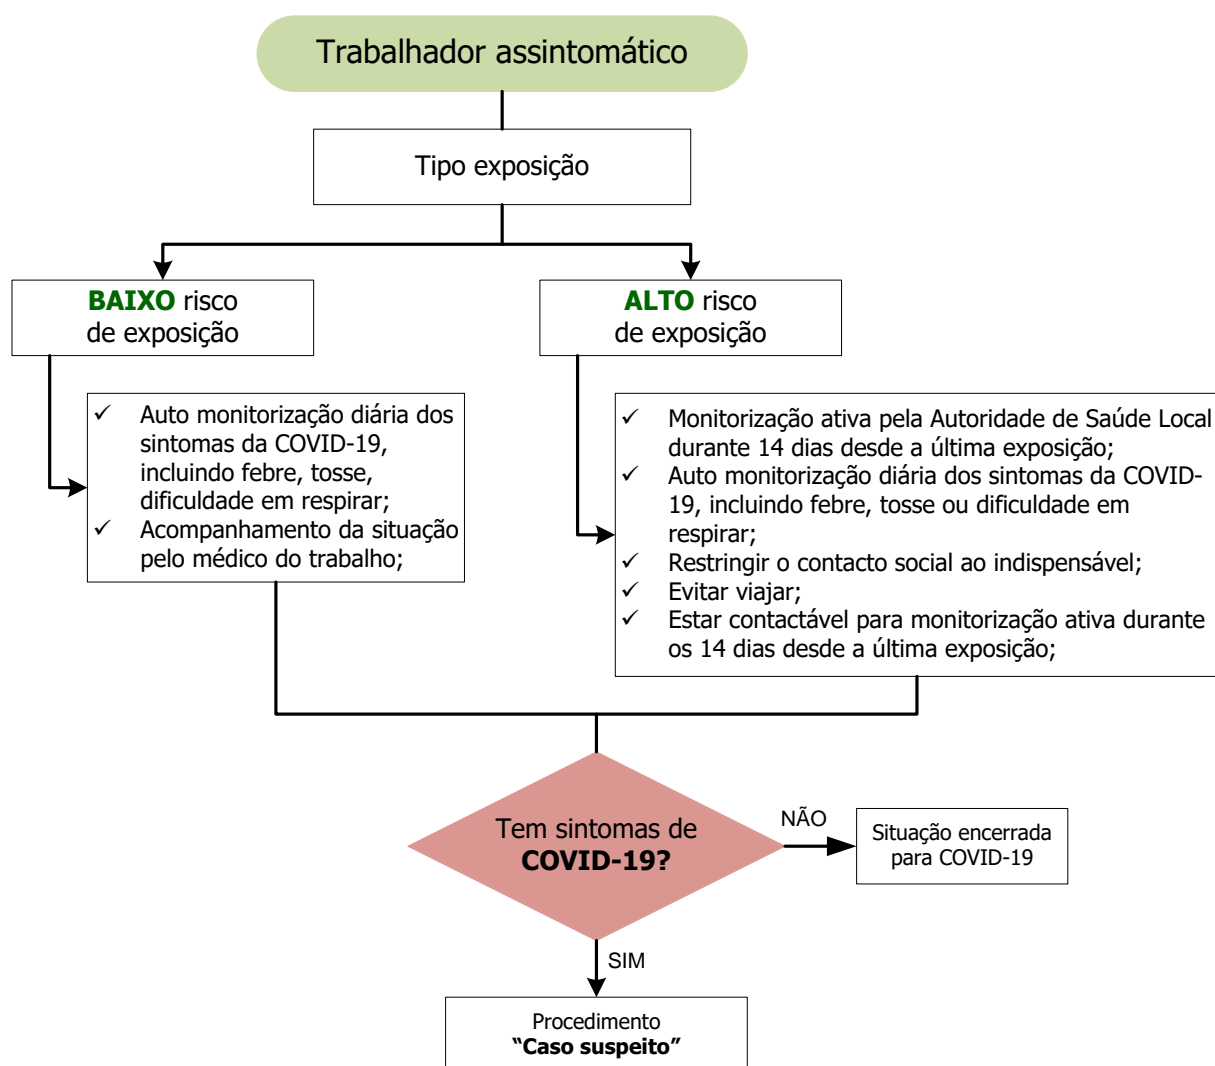 Trabalhador assintomático
Tipo exposição
BAIXO risco
de exposição
ALTO risco
de exposição
✓ Auto monitorização diária dos
sintomas da COVID-19,
incluindo febre, tosse,
dificuldade em respirar;
✓ Acompanhamento da situação
pelo médico do trabalho;
✓ Monitorização ativa pela Autoridade de Saúde Local
durante 14 dias desde a última exposição;
✓ Auto monitorização diária dos sintomas da COVID-
19, incluindo febre, tosse ou dificuldade em
respirar;
✓ Restringir o contacto social ao indispensável;
✓ Evitar viajar;
✓ Estar contactável para monitorização ativa durante
os 14 dias desde a última exposição;
Tem sintomas de
COVID-19?
NÃO
Situação encerrada
para COVID-19
SIM
Procedimento
“Caso suspeito”